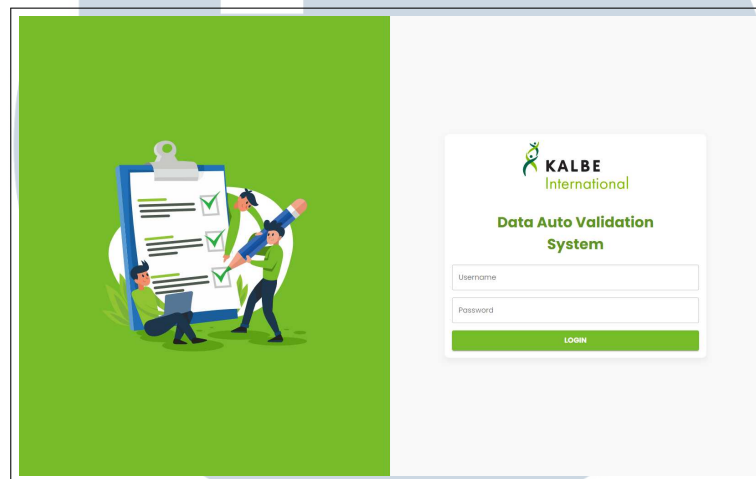 KALBE
International
Data Auto Validation
System
Username
Password
LOGIN